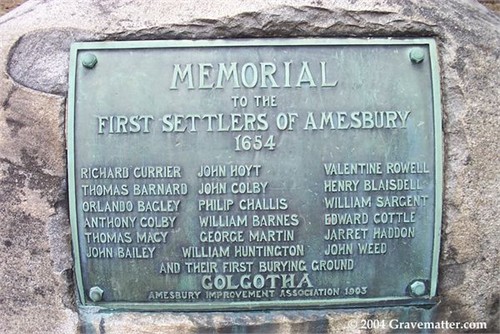 MEMORIAL
TO THE
FIRST SETTLERS OF AMESBURY
1654
RICHARD CURRIER JOHN HOYT VALENTINE ROWELL
THOMAS BARNARD JOHN COLBY HENRY BLAISDELL
ORLANDO BAGLEY PHILIP CHALLIS WILLIAM SARGENT
ANTHONY COLBY WILLIAM BARNES EDWARD COTTLE
THOMAS MACY GEORGE MARTIN JARRET HADDON
JOHN BAILEY WILLIAM HUNTINGTON JOHN WEED
AND THEIR FIRST BURYING GROUND
GOLGOTHA
AMESBURY IMPROVEMENT ASSOCIATION 1903
© 2004 Gravematter.com